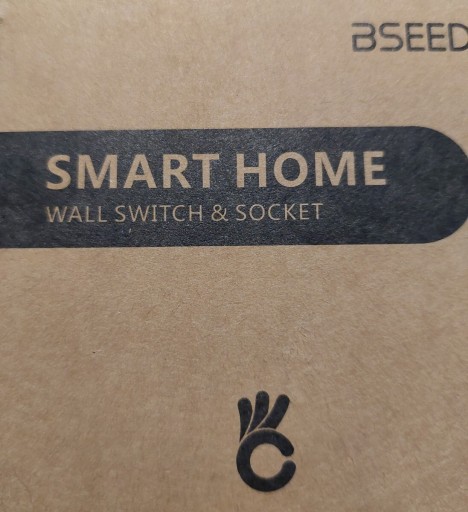 BSEED
SMART HOME
WALL SWITCH & SOCKET